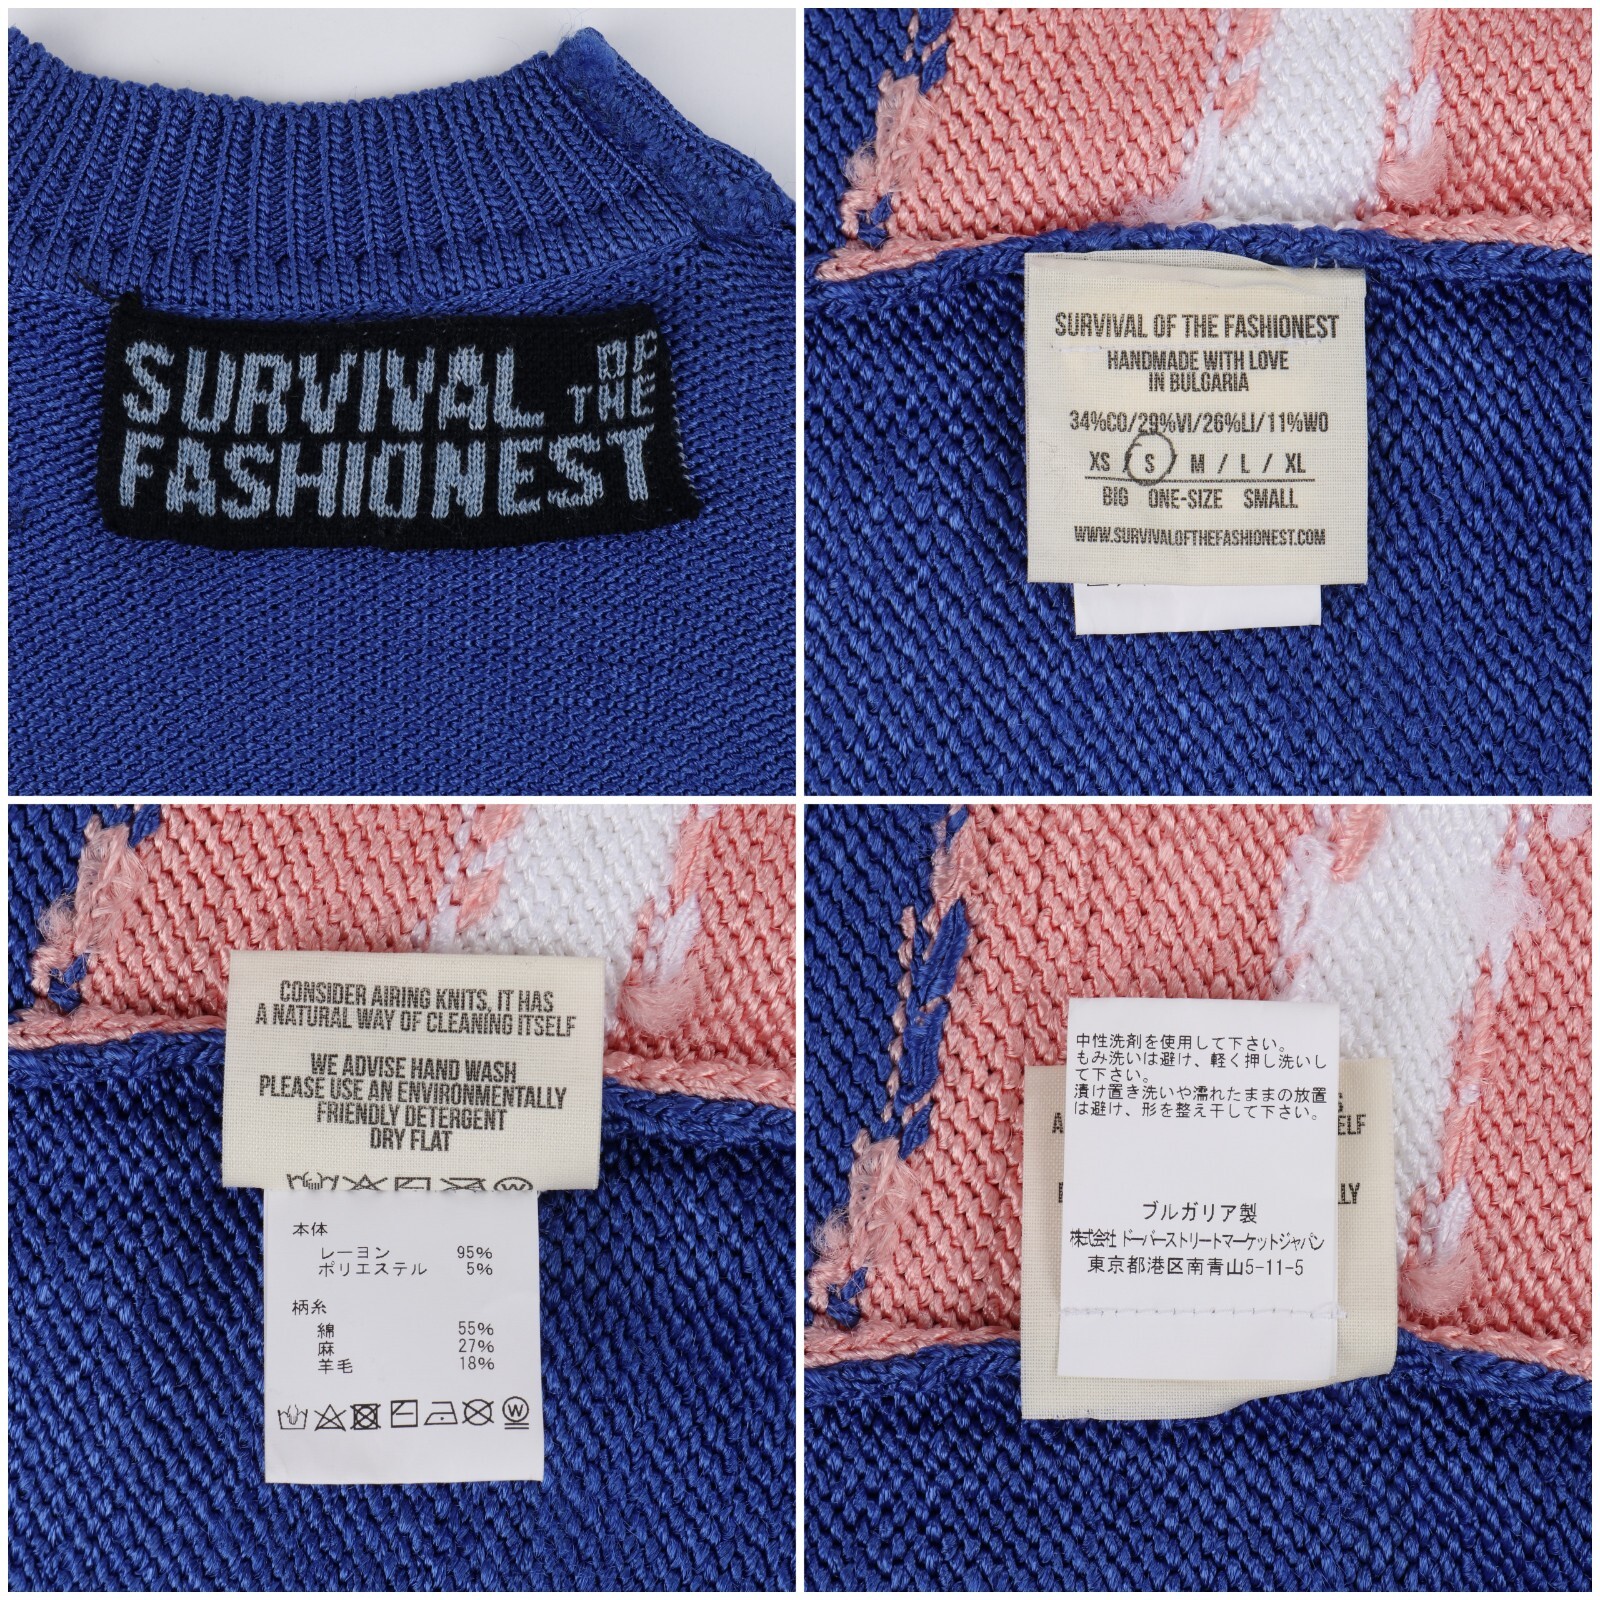 SURVIVAL OF THE
FASHIONEST
SURVIVAL OF THE FASHIONEST
HANDMADE WITH LOVE
IN BULGARIA
34%CO/29%VI/26%LI/11%WO
XS / S / M / L / XL
BIG ONE-SIZE SMALL
WWW.SURVIVALOFTHEFASHIONEST.COM
CONSIDER AIRING KNITS, IT HAS
A NATURAL WAY OF CLEANING ITSELF
WE ADVISE HAND WASH
PLEASE USE AN ENVIRONMENTALLY
FRIENDLY DETERGENT
DRY FLAT
本体
レーヨン 95%
ポリエステル 5%
柄糸
綿 55%
麻 27%
羊毛 18%
W
中性洗剤を使用して下さい。
もみ洗いは避け、軽く押し洗いし
て下さい。
漬け置き洗いや濡れたままの放置
は避け、形を整え干して下さい。
ブルガリア製
株式会社 ドーバーストリートマーケットジャパン
東京都港区南青山5-11-5